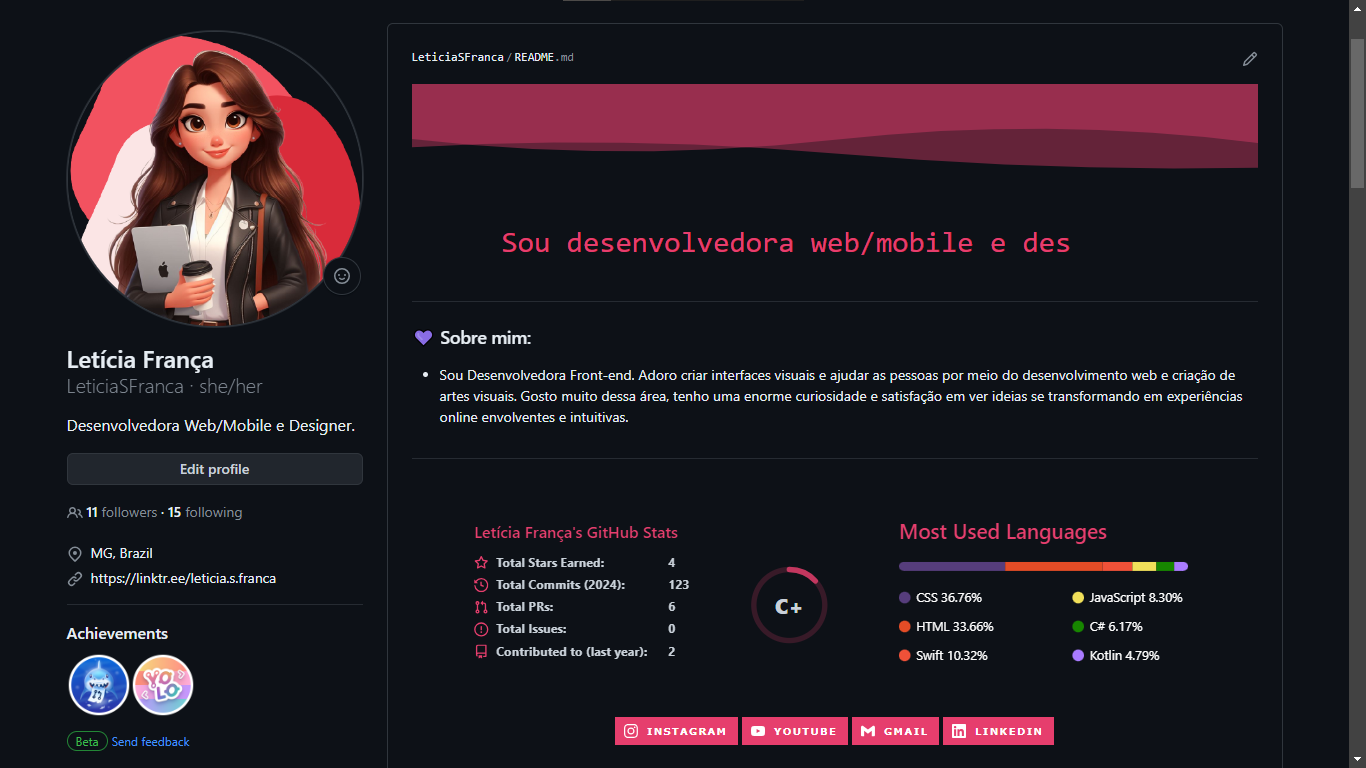 Letícia França
LeticiaSFranca · she/her
Desenvolvedora Web/Mobile e Designer.
Edit profile
11 followers · 15 following
MG, Brazil
https://linktr.ee/leticia.s.franca
Achievements
YOLO
Beta Send feedback
LeticiaSFranca/README.md
Sou desenvolvedora web/mobile e des
Sobre mim:
Sou Desenvolvedora Front-end. Adoro criar interfaces visuais e ajudar as pessoas por meio do desenvolvimento web e criação de
artes visuais. Gosto muito dessa área, tenho uma enorme curiosidade e satisfação em ver ideias se transformando em experiências
online envolventes e intuitivas.
Letícia França's GitHub Stats
Total Stars Earned: 4
Total Commits (2024): 123
Total PRs: 6
Total Issues: 0
Contributed to (last year): 2
C+
Most Used Languages
CSS 36.76%
HTML 33.66%
Swift 10.32%
JavaScript 8.30%
C# 6.17%
Kotlin 4.79%
INSTAGRAM
YOUTUBE
GMAIL
LINKEDIN